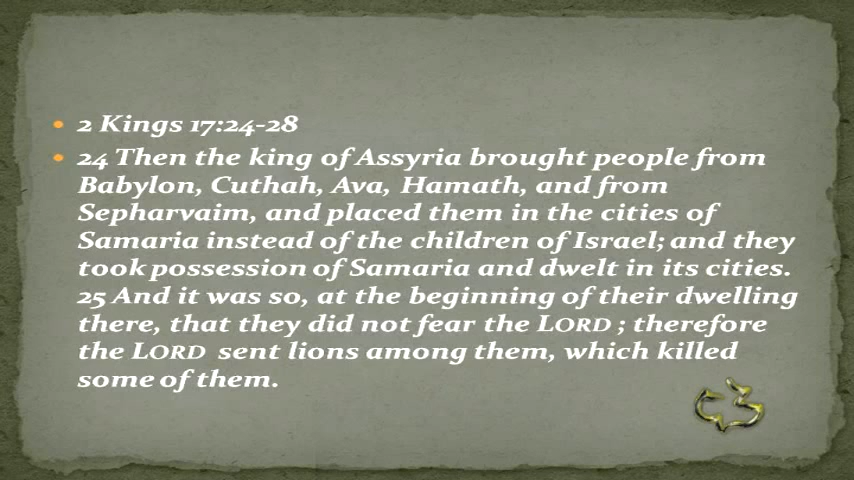 2 Kings 17:24-28
24 Then the king of Assyria brought people from
Babylon, Cuthah, Ava, Hamath, and from
Sepharvaim, and placed them in the cities of
Samaria instead of the children of Israel; and they
took possession of Samaria and dwelt in its cities.
25 And it was so, at the beginning of their dwelling
there, that they did not fear the LORD ; therefore
the LORD  sent lions among them, which killed
some of them.